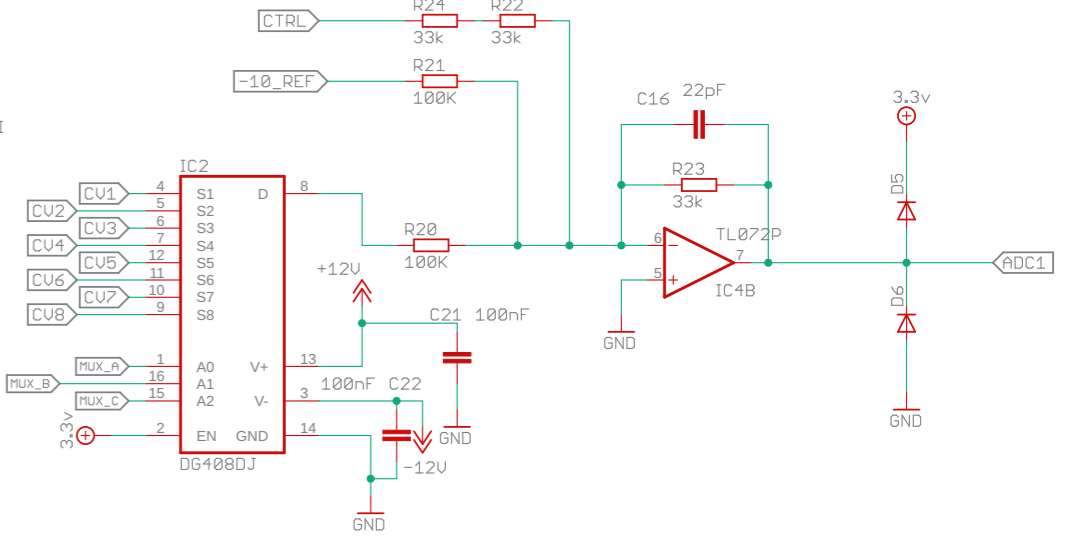 R24
R22
CTRL
33k
33k
R21
-10_REF
100K
22pF
C16
3.3v
I
IC2
R23
CV1
4
S1
D
8
D5
CV2
5
S2
33k
CV3
6
S3
CV4
7
S4
R20
6
-
TL072P
CV5
12
S5
100K
7
ADC1
CV6
11
S6
+12V
5
+
CV7
10
S7
IC4B
D6
CV8
9
S8
C21
100nF
GND
MUX_A
1
A0
V+
13
MUX_B
16
A1
100nF
C22
MUX_C
15
A2
V-
3
3.3v
2
EN
GND
14
GND
GND
DG408DJ
-12V
GND